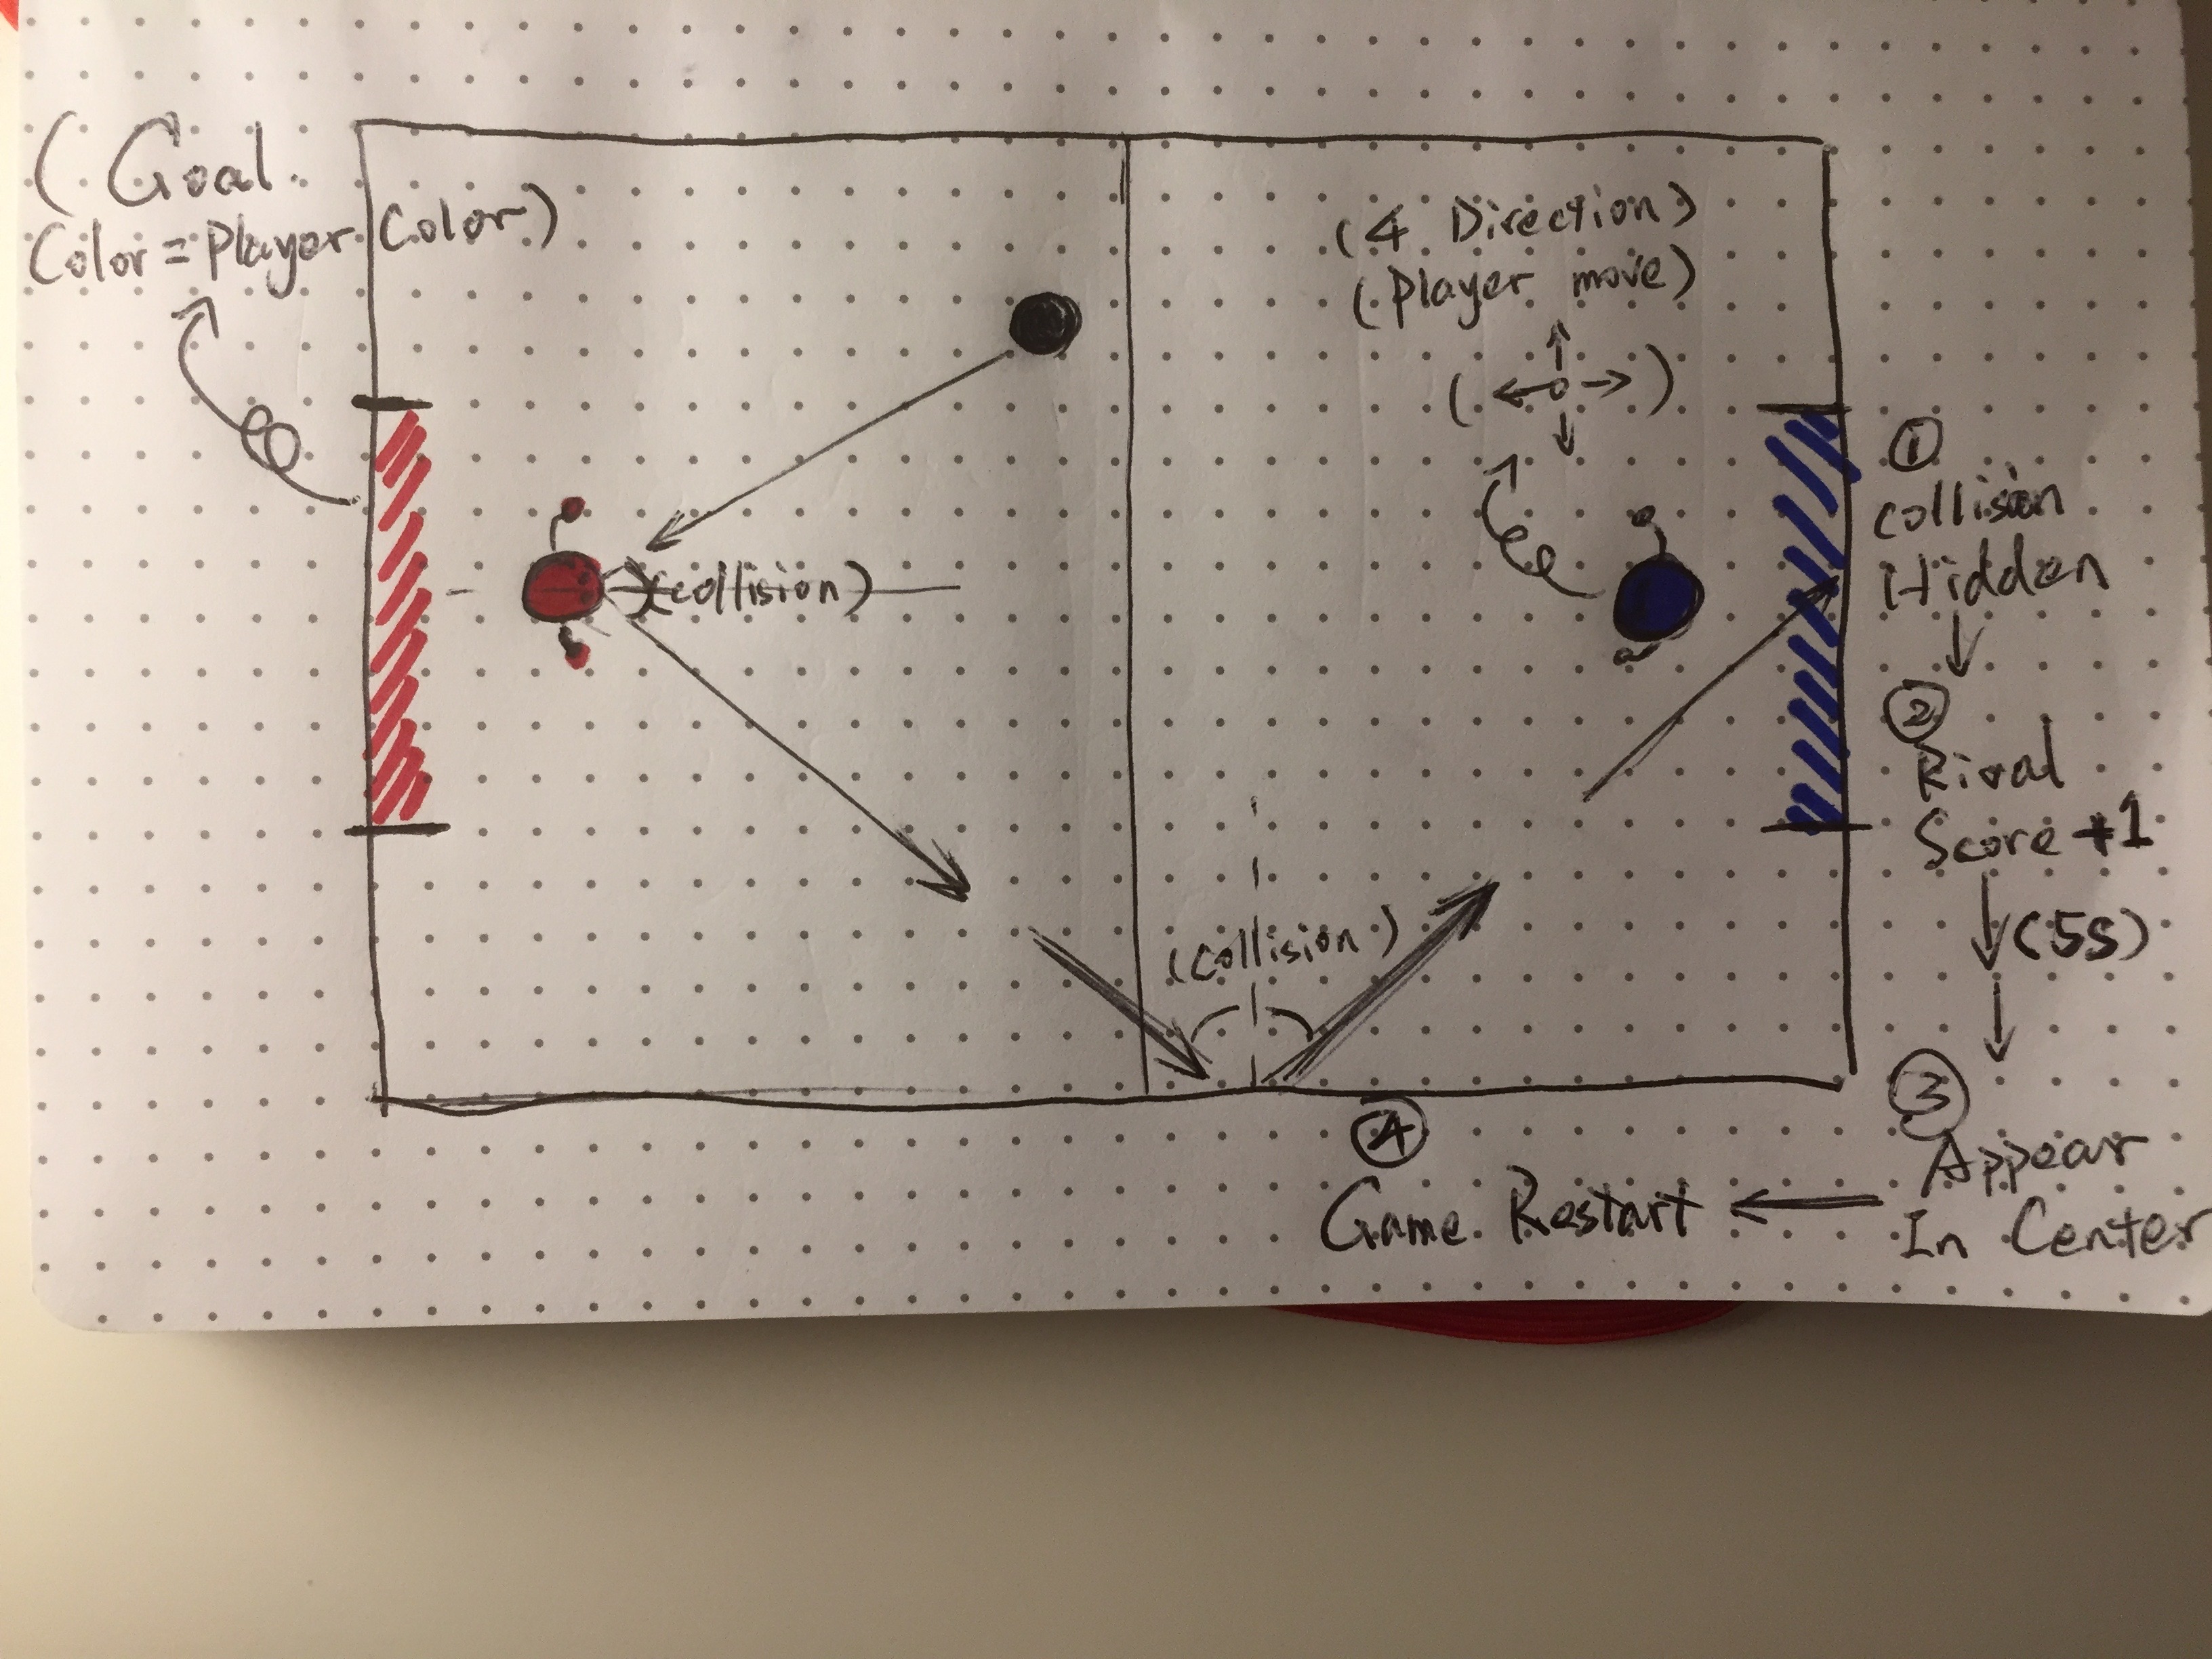 (Goal
Color = Player Color)
(4 Direction)
(Player move)
(collision)
(Collision)
①
Collision
Hidden
②
Rival
Score +1
(5s)
③
Appear
In Center
④
Game Restart